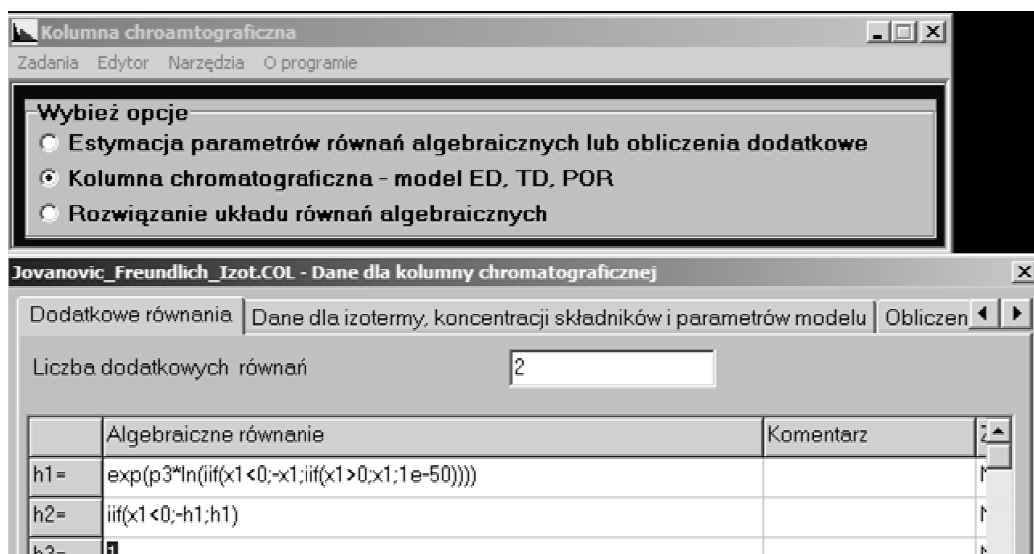 Kolumna chroamtograficzna
Zadania Edytor Narzędzia O programie
Wybież opcje
Estymacja parametrów równań algebraicznych lub obliczenia dodatkowe
Kolumna chromatograficzna - model ED, TD, POR
Rozwiązanie układu równań algebraicznych
Jovanovic_Freundlich_Izot.COL - Dane dla kolumny chromatograficznej
Dodatkowe równania Dane dla izotermy, koncentracji składników i parametrów modelu Obliczen
Liczba dodatkowych równań 2
Algebraiczne równanie Komentarz
h1= exp(p3*ln(iif(x1<0;-x1;iif(x1>0;x1;1e-50))))
h2= iif(x1<0;-h1;h1)
h3= 1